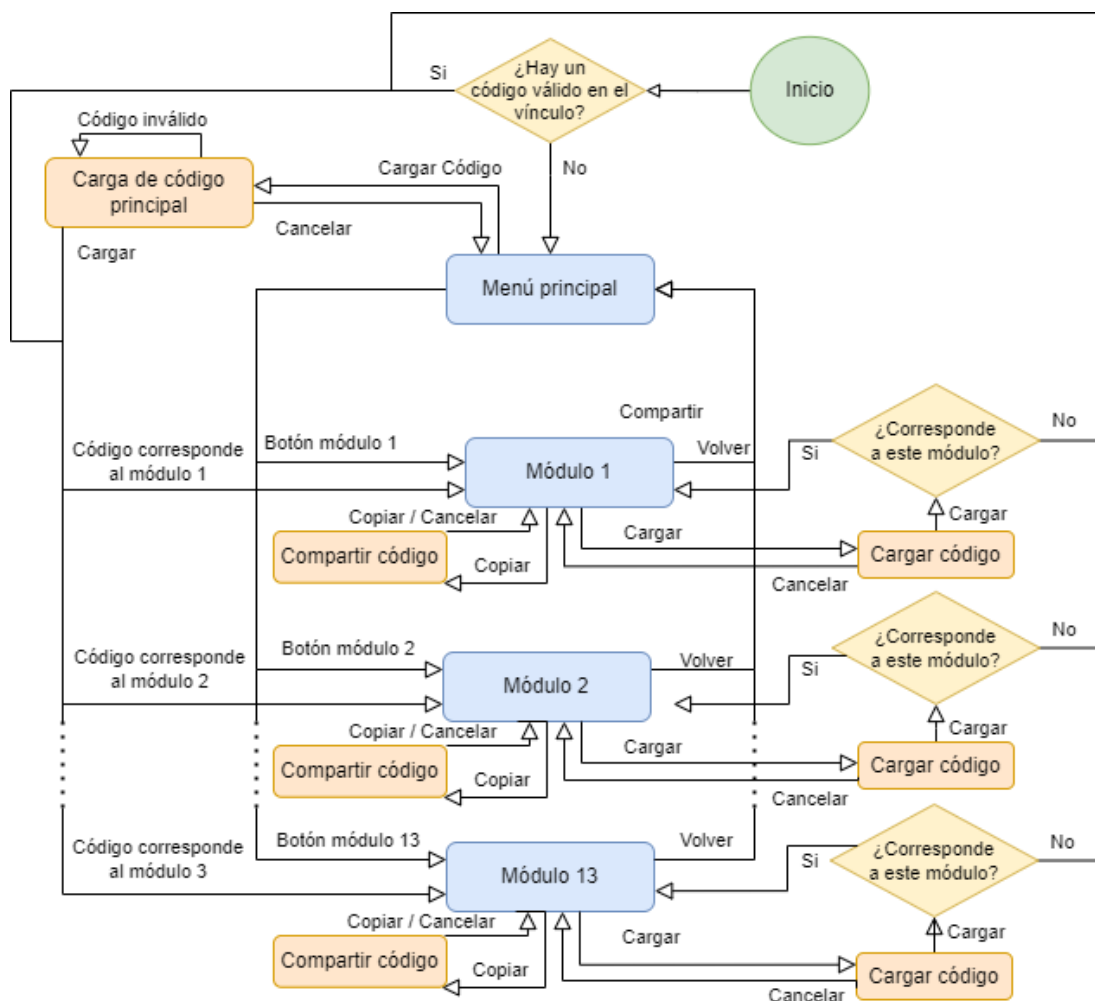 Si
¿Hay un
código válido en el
vínculo?
Inicio
Código inválido
Carga de código
principal
Cargar Código
No
Cancelar
Cargar
Menú principal
Compartir
Código corresponde
al módulo 1
Botón módulo 1
Módulo 1
Volver
Si
¿Corresponde
a este módulo?
No
Copiar / Cancelar
Compartir código
Copiar
Cargar
Cargar
Cargar código
Cancelar
Código corresponde
al módulo 2
Botón módulo 2
Módulo 2
Volver
Si
¿Corresponde
a este módulo?
No
Copiar / Cancelar
Compartir código
Copiar
Cargar
Cargar
Cargar código
Cancelar
Código corresponde
al módulo 3
Botón módulo 13
Módulo 13
Volver
Si
¿Corresponde
a este módulo?
No
Copiar / Cancelar
Compartir código
Copiar
Cargar
Cargar
Cargar código
Cancelar